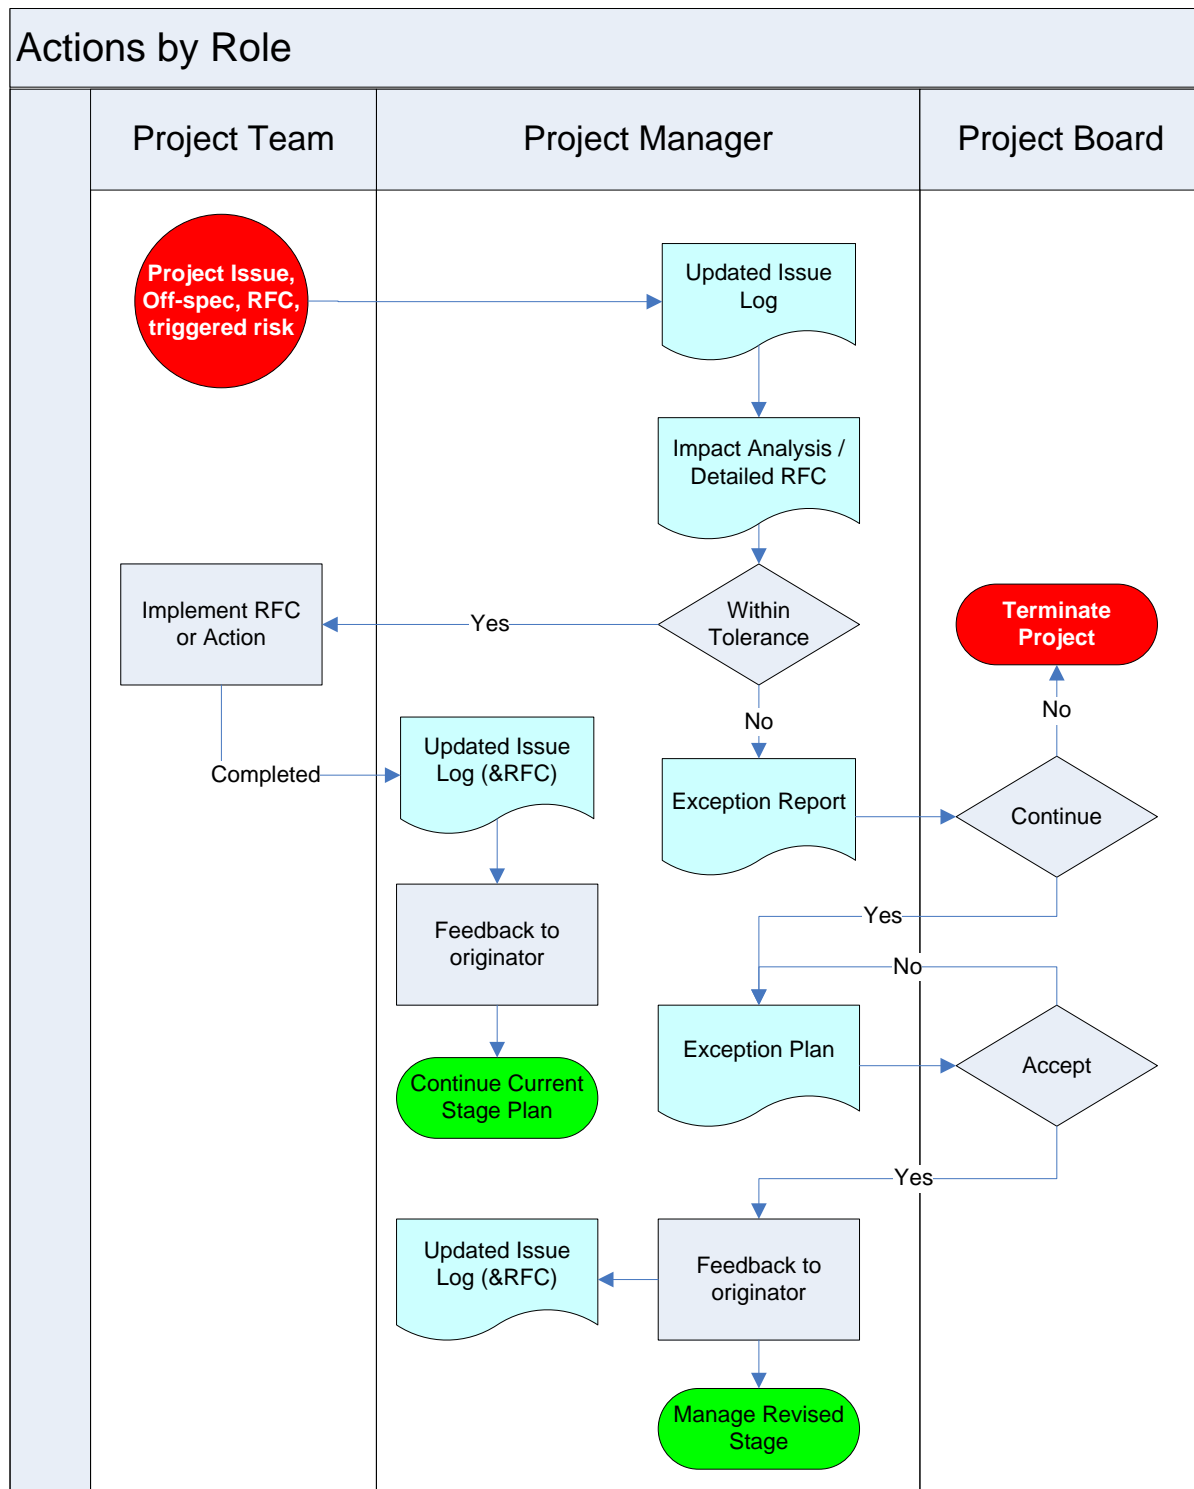 Actions by Role
Project Team
Project Manager
Project Board
Project Issue,
Off-spec, RFC,
triggered risk
Updated Issue
Log
Impact Analysis /
Detailed RFC
Implement RFC
or Action
Yes
Within
Tolerance
Terminate
Project
No
No
Updated Issue
Log (&RFC)
Completed
Exception Report
Continue
Yes
Feedback to
originator
No
Exception Plan
Accept
Continue Current
Stage Plan
Yes
Updated Issue
Log (&RFC)
Feedback to
originator
Manage Revised
Stage